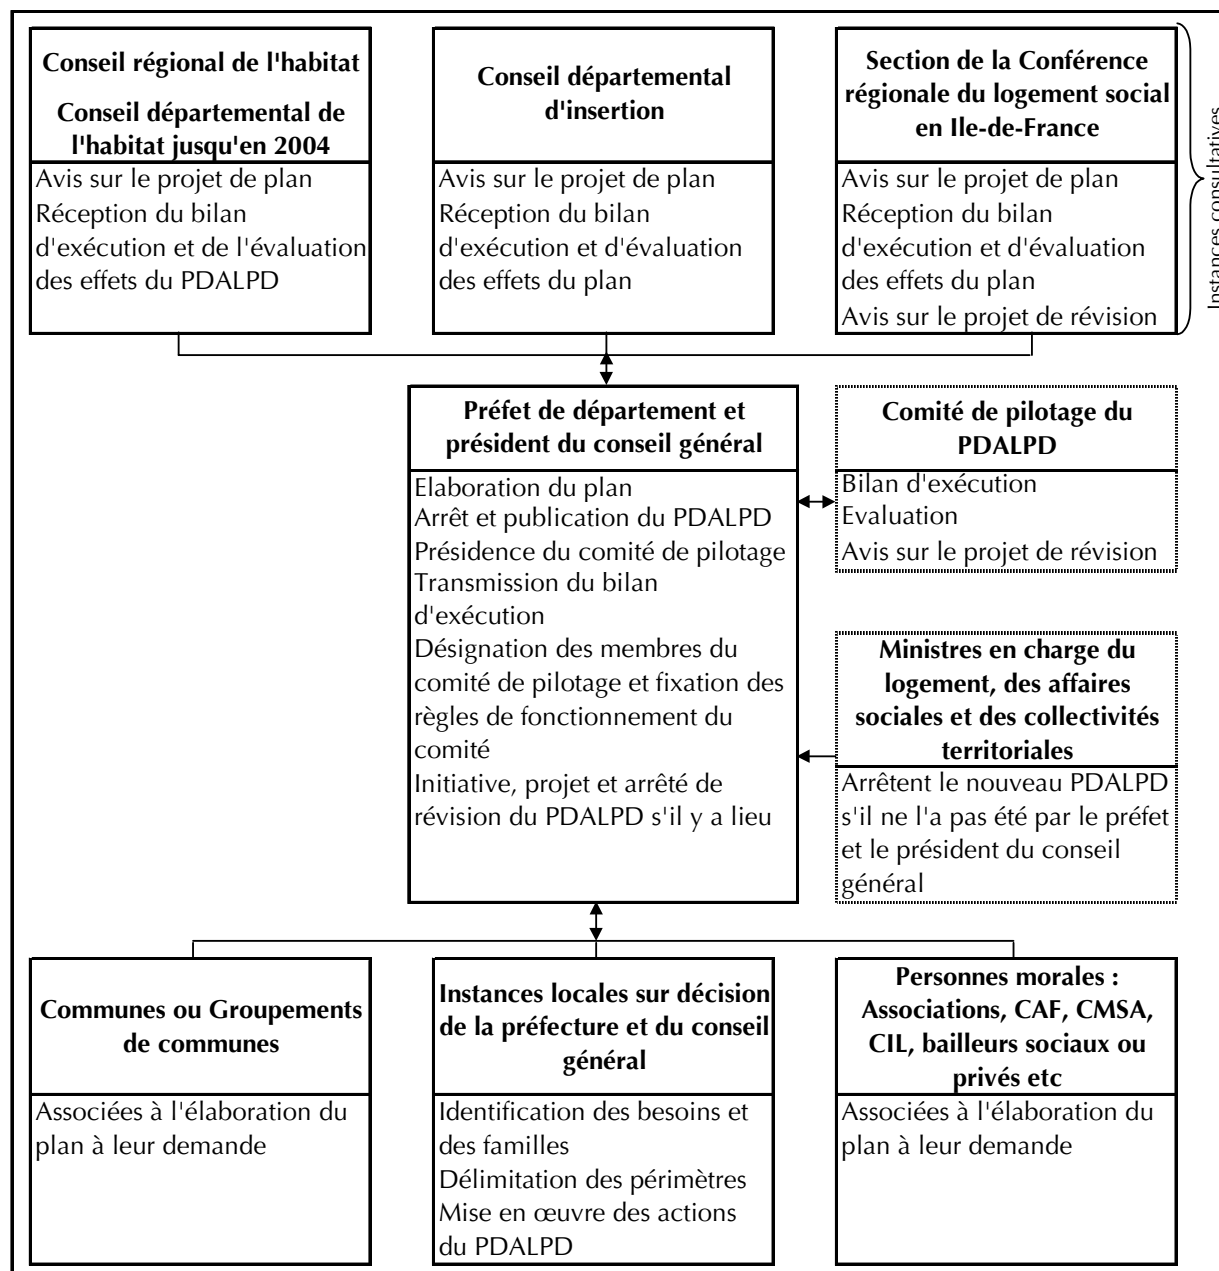 Conseil régional de l'habitat
Conseil départemental de
l'habitat jusqu'en 2004
Avis sur le projet de plan
Réception du bilan
d'exécution et de l'évaluation
des effets du PDALPD
Conseil départemental
d'insertion
Avis sur le projet de plan
Réception du bilan
d'exécution et d'évaluation
des effets du plan
Section de la Conférence
régionale du logement social
en Ile-de-France
Avis sur le projet de plan
Réception du bilan
d'exécution et d'évaluation
des effets du plan
Avis sur le projet de révision
Instances consultatives
Préfet de département et
président du conseil général
Elaboration du plan
Arrêt et publication du PDALPD
Présidence du comité de pilotage
Transmission du bilan
d'exécution
Désignation des membres du
comité de pilotage et fixation des
règles de fonctionnement du
comité
Initiative, projet et arrêté de
révision du PDALPD s'il y a lieu
Comité de pilotage du
PDALPD
Bilan d'exécution
Evaluation
Avis sur le projet de révision
Ministres en charge du
logement, des affaires
sociales et des collectivités
territoriales
Arrêtent le nouveau PDALPD
s'il ne l'a pas été par le préfet
et le président du conseil
général
Communes ou Groupements
de communes
Associées à l'élaboration du
plan à leur demande
Instances locales sur décision
de la préfecture et du conseil
général
Identification des besoins et
des familles
Délimitation des périmètres
Mise en œuvre des actions
du PDALPD
Personnes morales :
Associations, CAF, CMSA,
CIL, bailleurs sociaux ou
privés etc
Associées à l'élaboration du
plan à leur demande